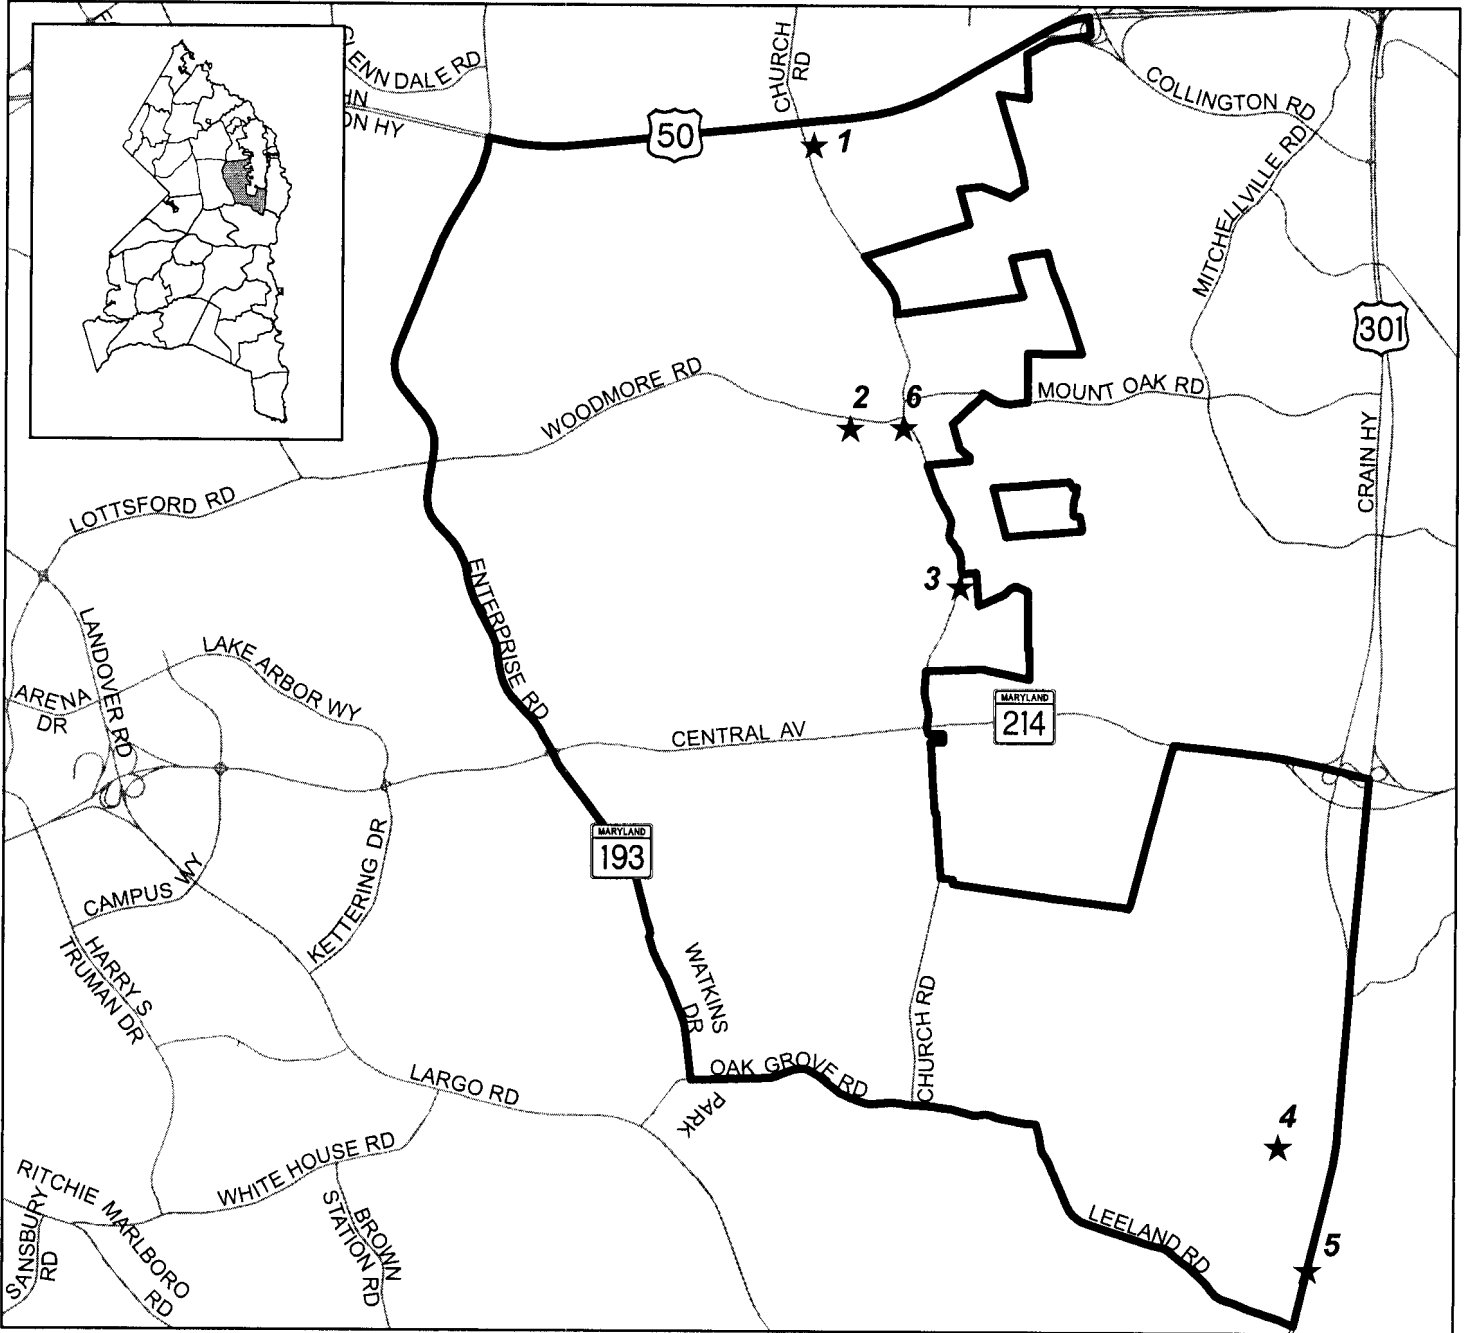 GLENN DALE RD
HN
ON HY
CHURCH
RD
50
1
COLLINGTON RD
MITCHELLVILLE RD
301
WOODMORE RD
2
6
MOUNT OAK RD
CRAIN HY
LOTTSFORD RD
ENTERPRISE RD
3
LANDOVER RD
LAKE ARBOR WY
ARENA
DR
CENTRAL AV
MARYLAND
214
MARYLAND
193
KETTERING DR
CAMPUS WY
HARRY S
TRUMAN DR
WATKINS
DR
CHURCH RD
OAK GROVE RD
PARK
LARGO RD
4
WHITE HOUSE RD
RITCHIE MARLBORO
RD
SANSBURY
RD
BROWN
STATION RD
LEELAND RD
5